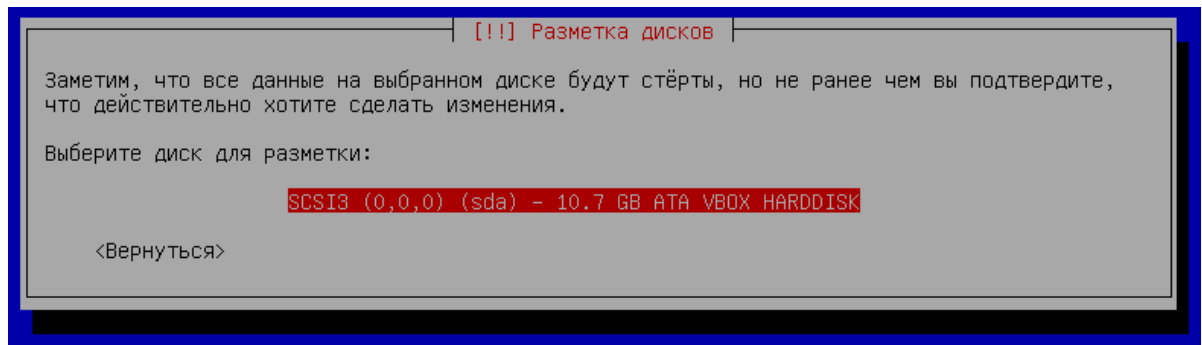 [!!] Разметка дисков
Заметим, что все данные на выбранном диске будут стёрты, но не ранее чем вы подтвердите,
что действительно хотите сделать изменения.
Выберите диск для разметки:
SCSI3 (0,0,0) (sda) - 10.7 GB ATA VBOX HARDDISK
<Вернуться>